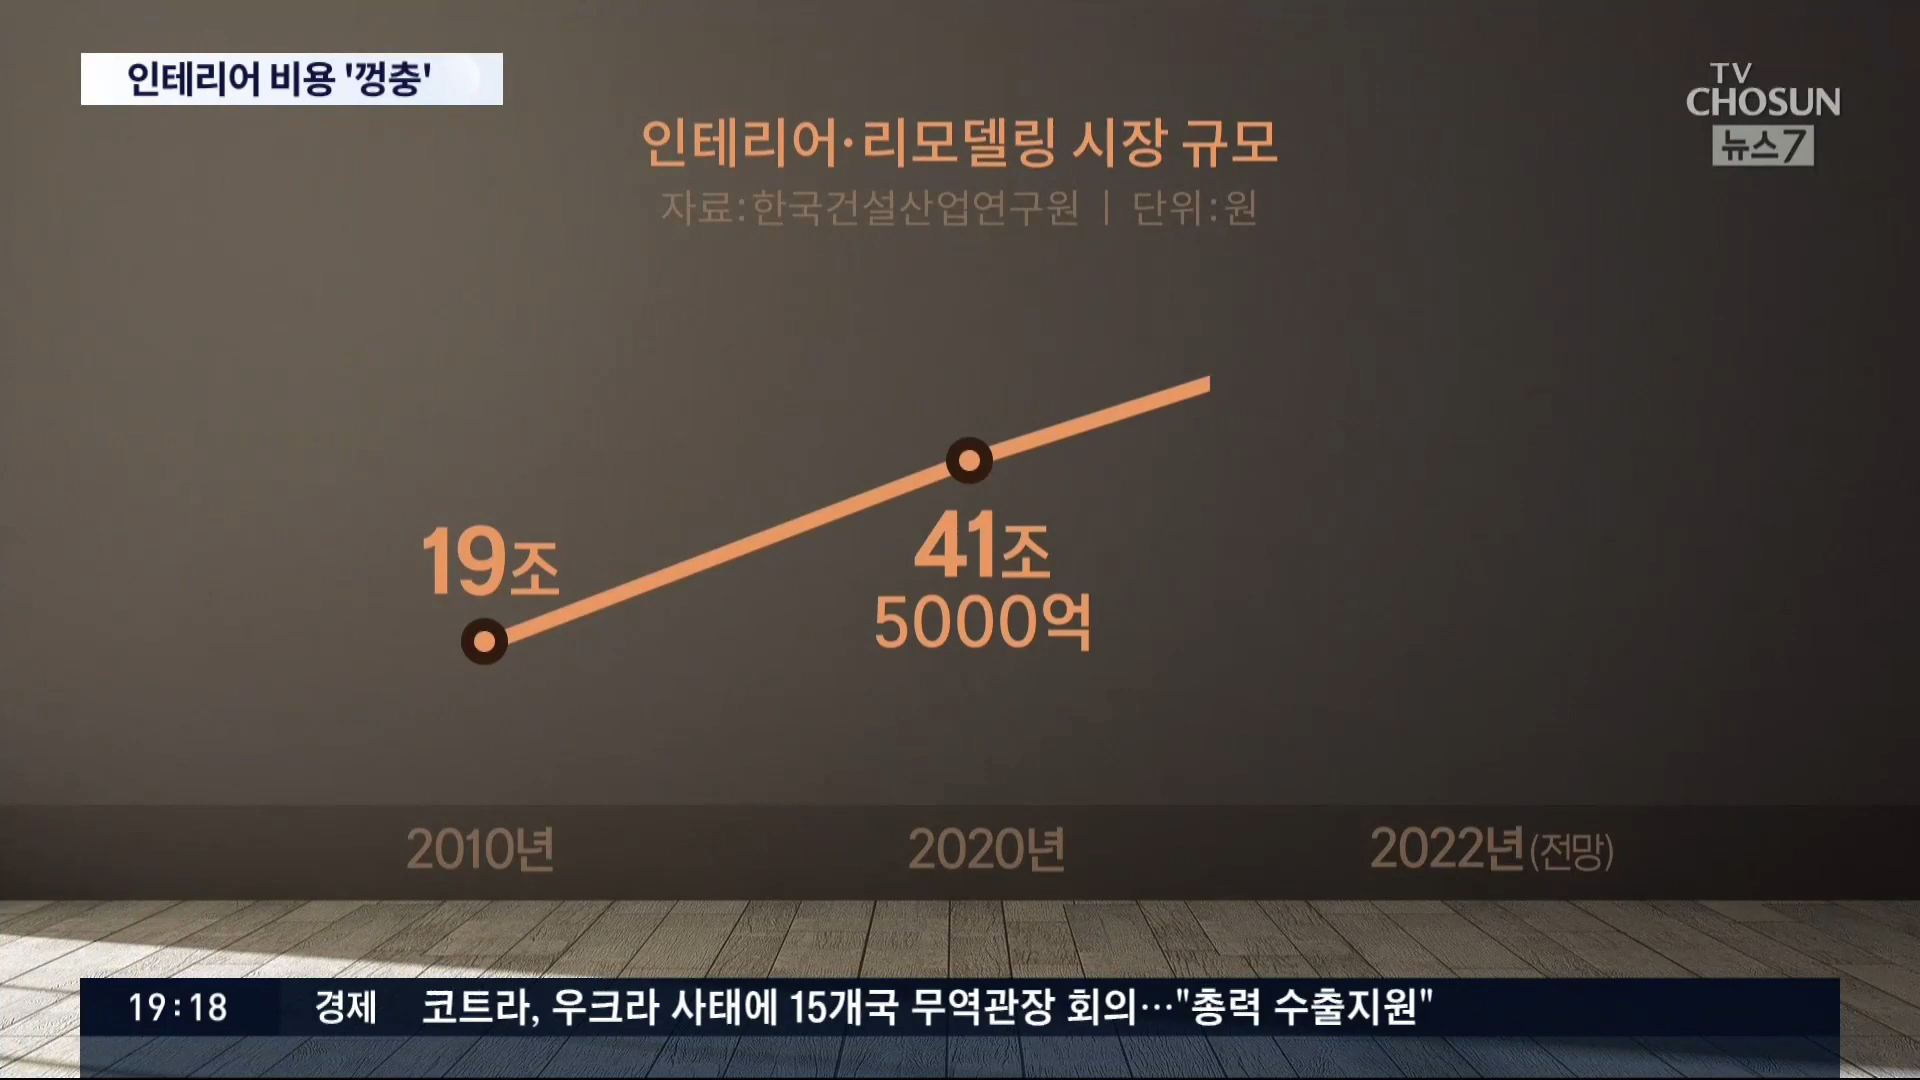 인테리어 비용 '껑충'
TV
CHOSUN
뉴스7
인테리어·리모델링 시장 규모
자료:한국건설산업연구원 | 단위:원
19조
41조
5000억
2010년
2020년
2022년(전망)
19:18 경제 코트라, 우크라 사태에 15개국 무역관장 회의…"총력 수출지원"